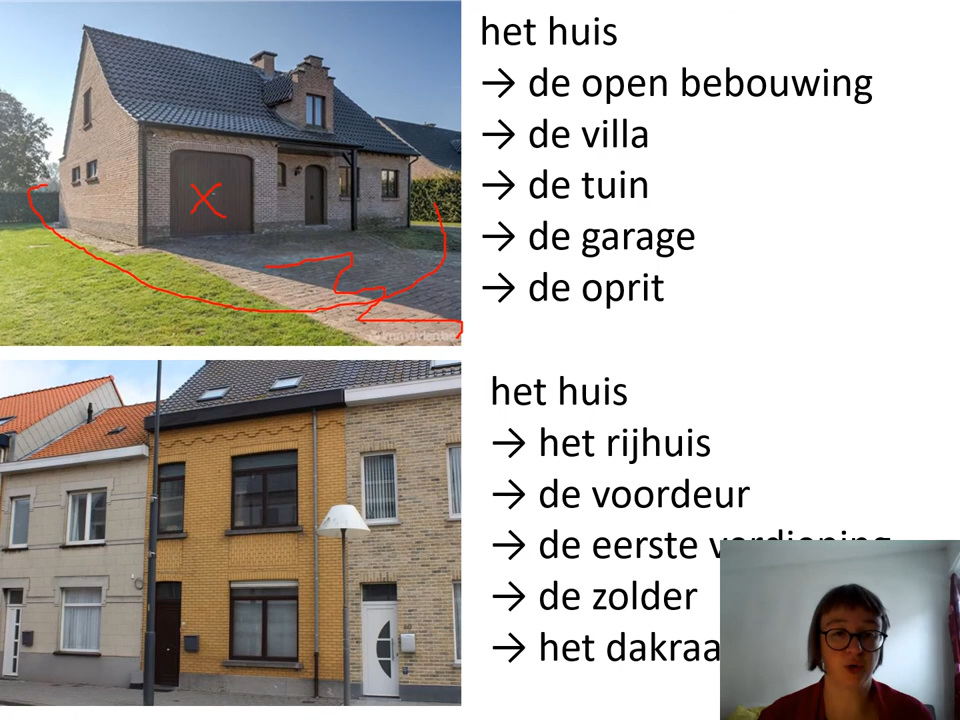 het huis
→ de open bebouwing
→ de villa
→ de tuin
→ de garage
→ de oprit
het huis
→ het rijhuis
→ de voordeur
→ de eerste
→ de zolder
→ het